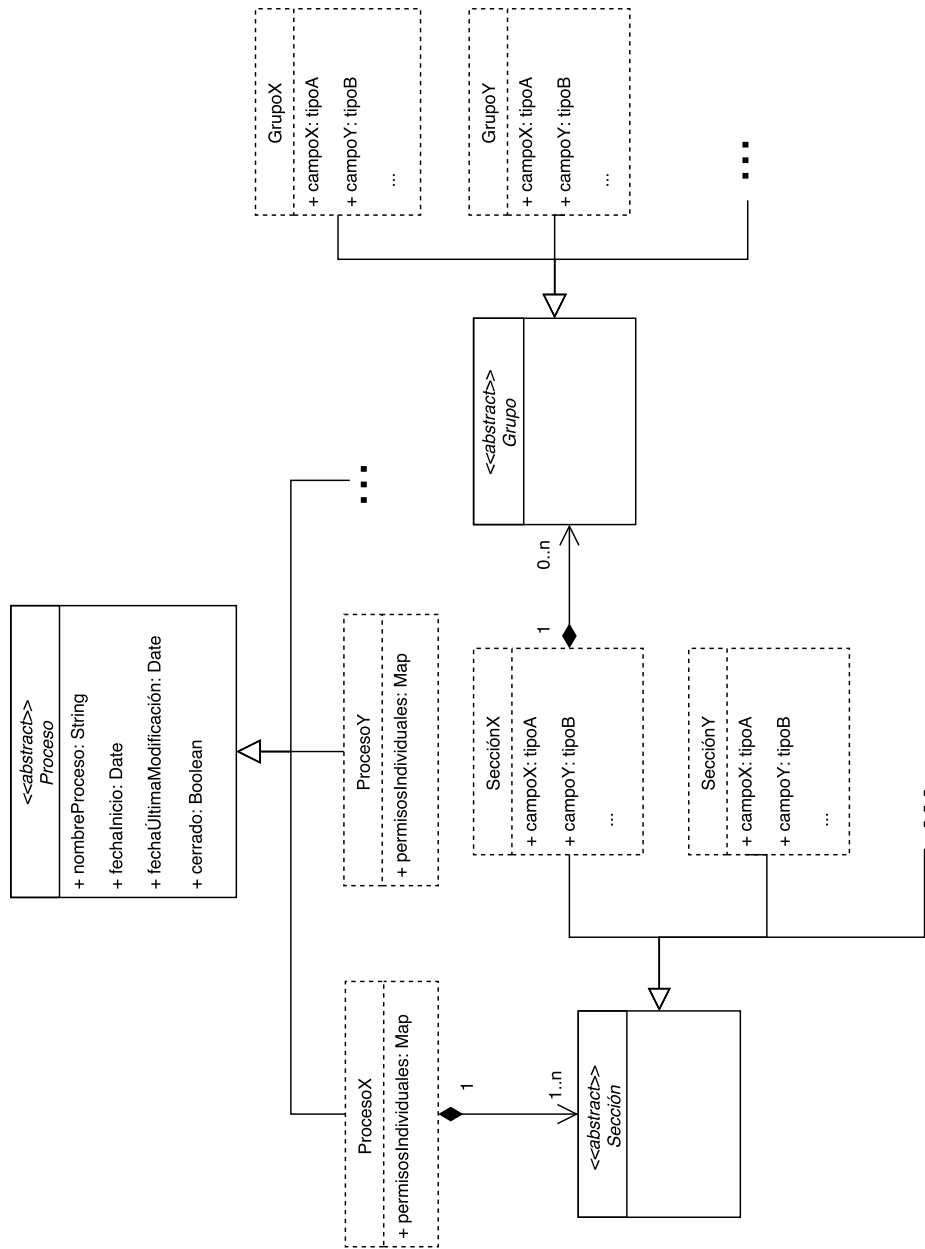 <<abstract>>
Proceso
+ nombreProceso: String
+ fechaInicio: Date
+ fechaÚltimaModificación: Date
+ cerrado: Boolean
ProcesoX
+ permisosIndividuales: Map
ProcesoY
+ permisosIndividuales: Map
...
1
1..n
<<abstract>>
Sección
SecciónX
+ campoX: tipoA
+ campoY: tipoB
...
SecciónY
+ campoX: tipoA
+ campoY: tipoB
...
1
0..n
<<abstract>>
Grupo
GrupoX
+ campoX: tipoA
+ campoY: tipoB
...
GrupoY
+ campoX: tipoA
+ campoY: tipoB
...
...